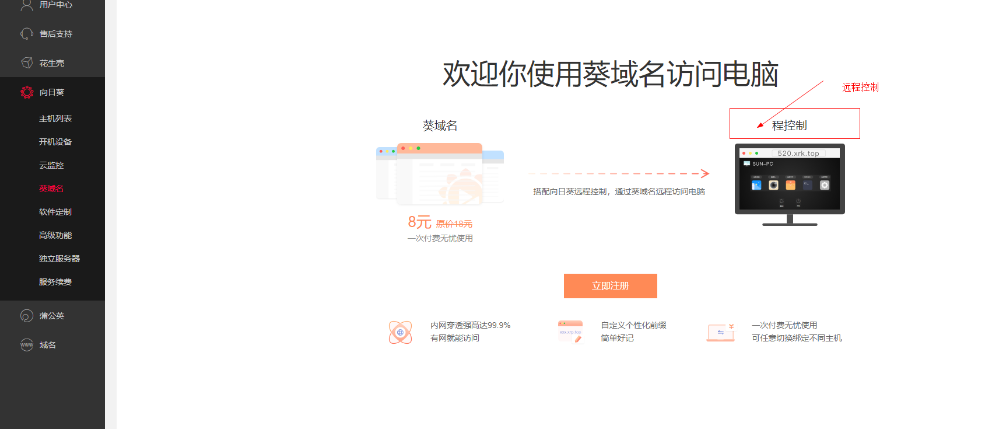 用户中心
售后支持
花生壳
向日葵
主机列表
开机设备
云监控
葵域名
软件定制
高级功能
独立服务器
服务续费
蒲公英
www
域名
欢迎你使用葵域名访问电脑
远程控制
葵域名
程控制
520.xrk.top
SUN-PC
搭配向日葵远程控制，通过葵域名远程访问电脑
8元 原价18元
一次付费无忧使用
立即注册
内网穿透强高达99.9%
有网就能访问
xxx.xrp.top
自定义个性化前缀
简单好记
¥
一次付费无忧使用
可任意切换绑定不同主机